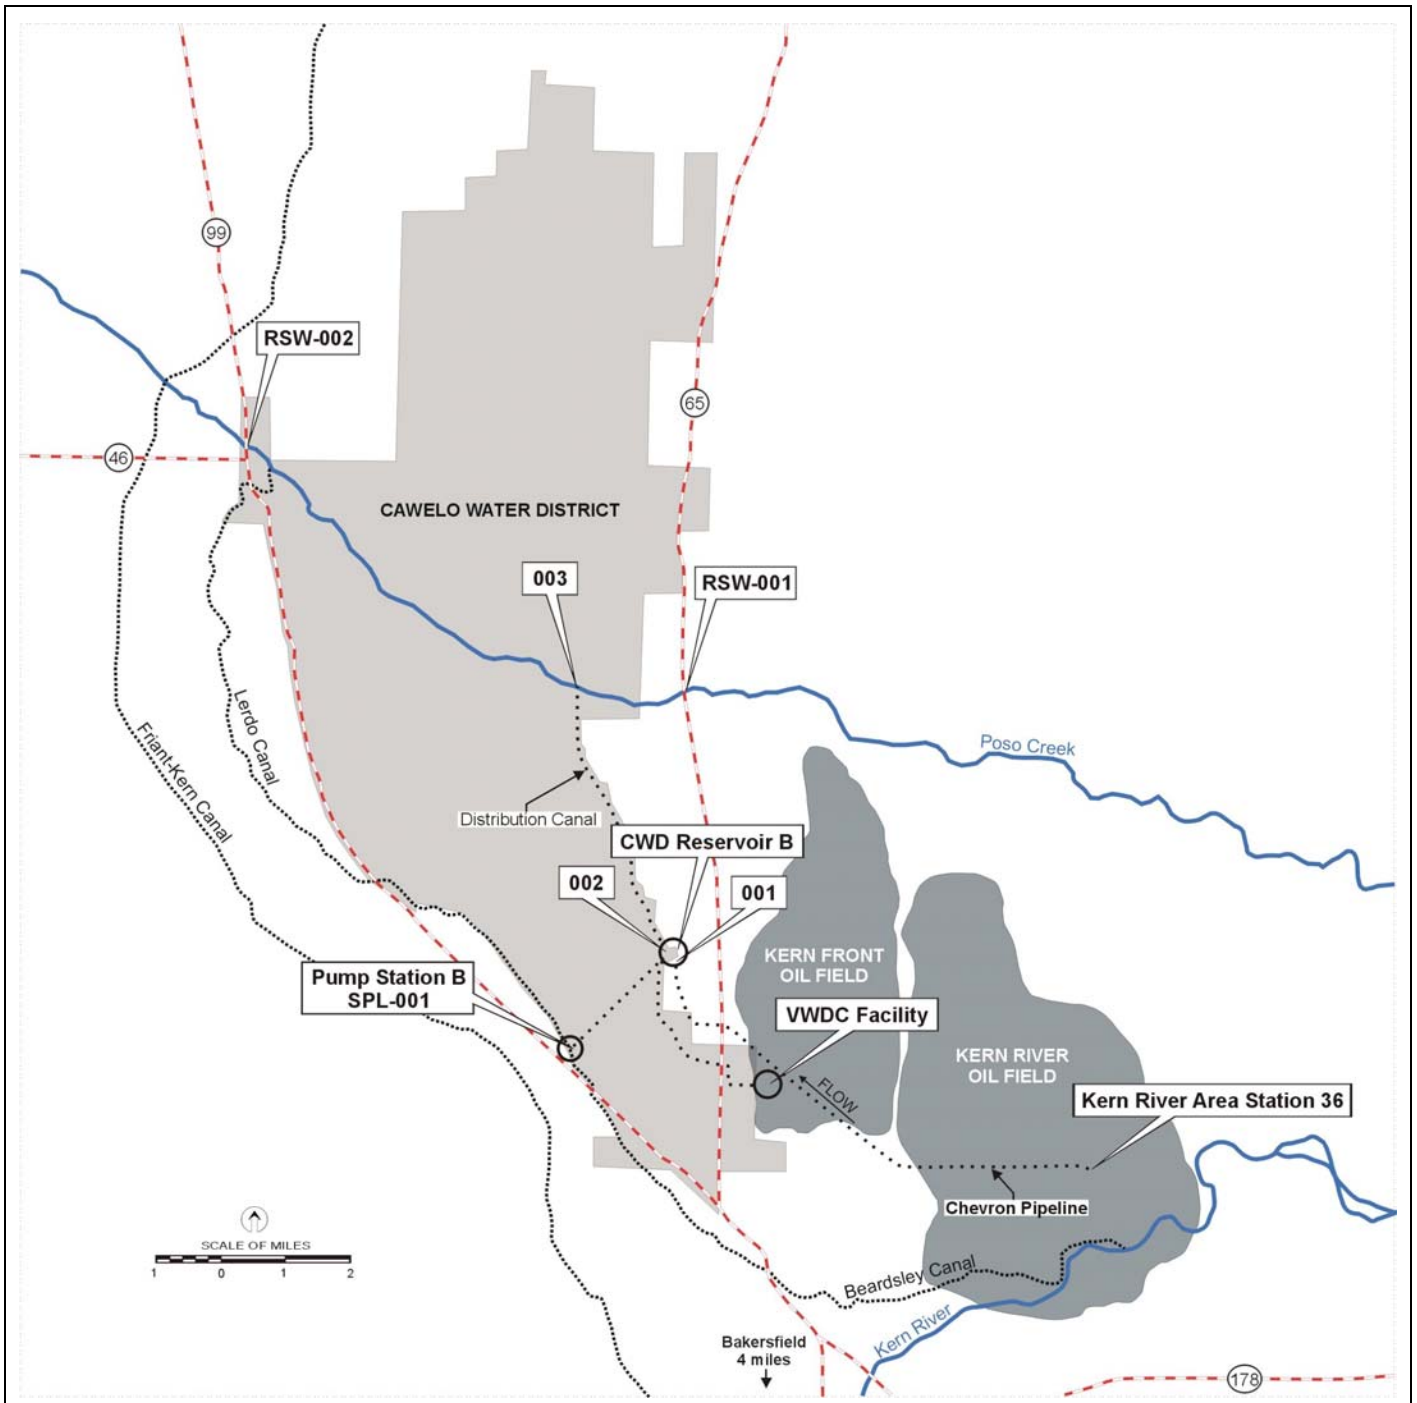 99
RSW-002
65
46
CAWELO WATER DISTRICT
003
RSW-001
Lerdo Canal
Friant-Kern Canal
Poso Creek
Distribution Canal
CWD Reservoir B
002
001
KERN FRONT
OIL FIELD
Pump Station B
SPL-001
VWDC Facility
KERN RIVER
OIL FIELD
FLOW
Kern River Area Station 36
Chevron Pipeline
SCALE OF MILES
1 0 1 2
Beardsley Canal
Kern River
Bakersfield
4 miles
178